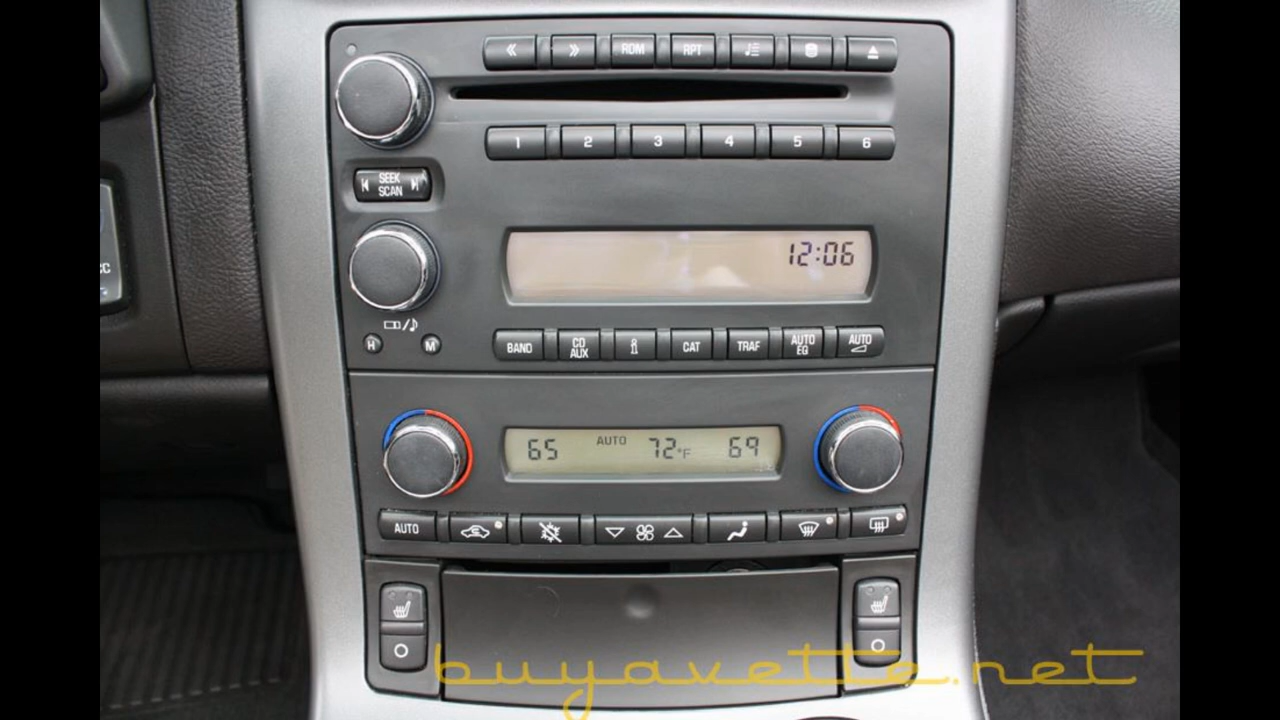 RDM RPT
1 2 3 4 5 6
SEEK
SCAN
12:06
H M
BAND CD AUX i CAT TRAF AUTO EQ AUTO
65 AUTO 72°F 69
AUTO
CC
buyavette.net